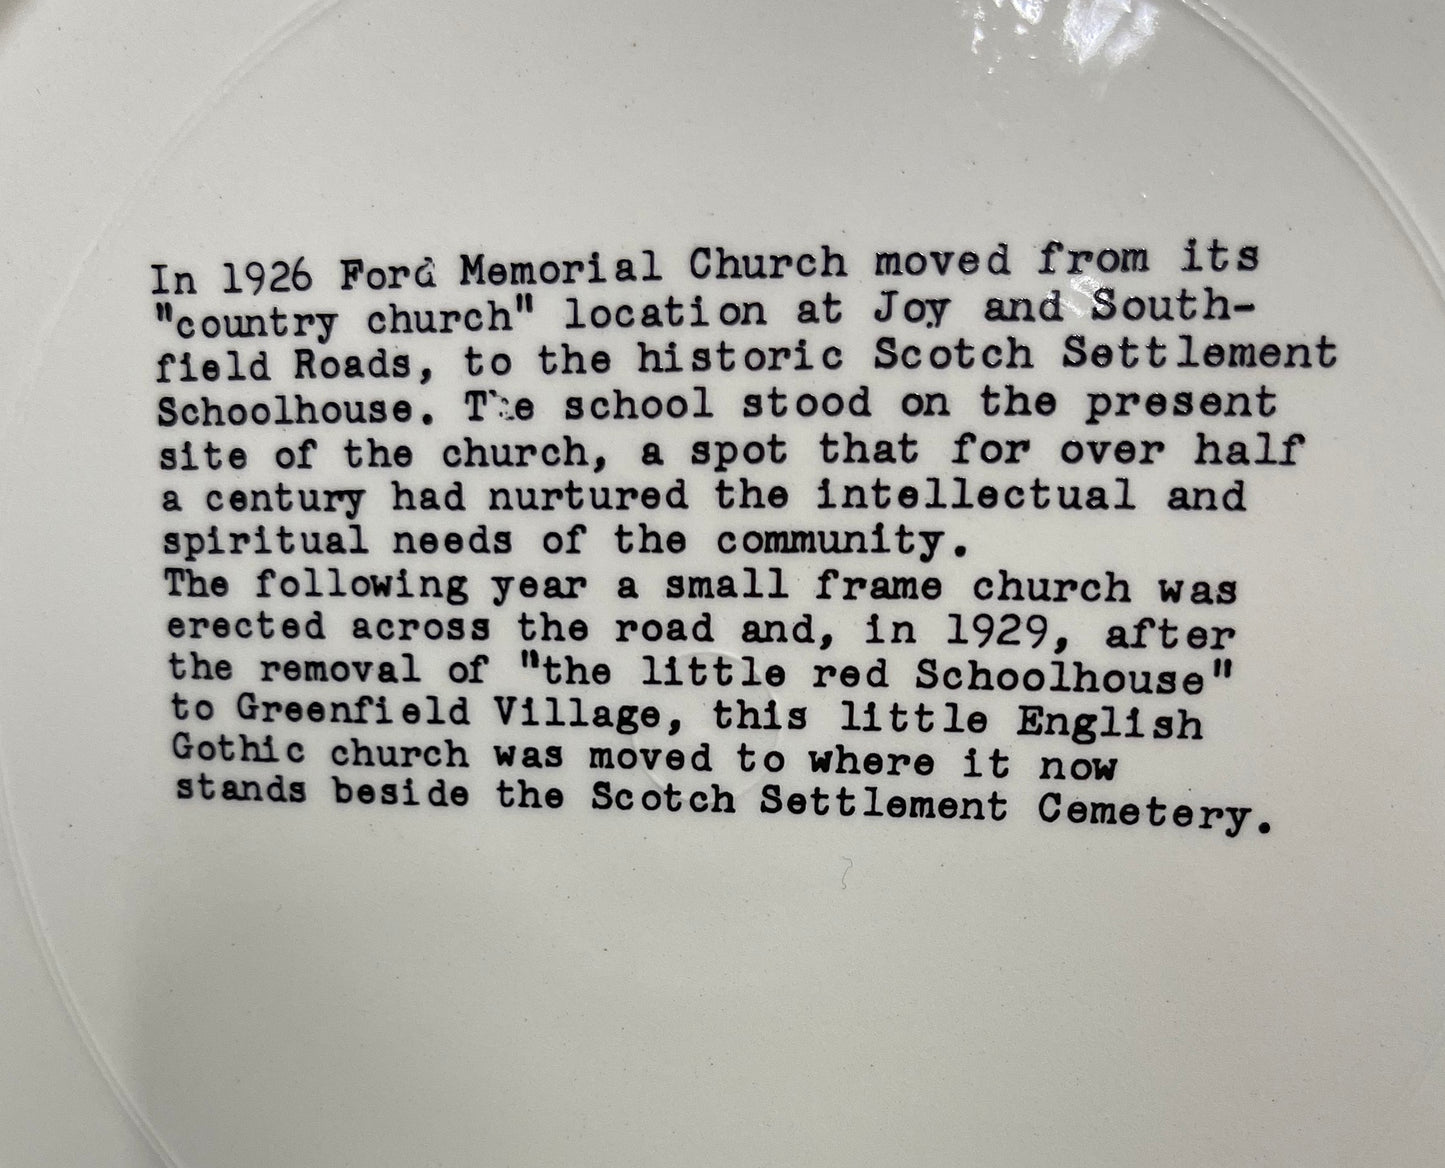 In 1926 Ford Memorial Church moved from its
"country church" location at Joy and South-
field Roads, to the historic Scotch Settlement
Schoolhouse. The school stood on the present
site of the church, a spot that for over half
a century had nurtured the intellectual and
spiritual needs of the community.
The following year a small frame church was
erected across the road and, in 1929, after
the removal of "the little red Schoolhouse"
to Greenfield Village, this little English
Gothic church was moved to where it now
stands beside the Scotch Settlement Cemetery.